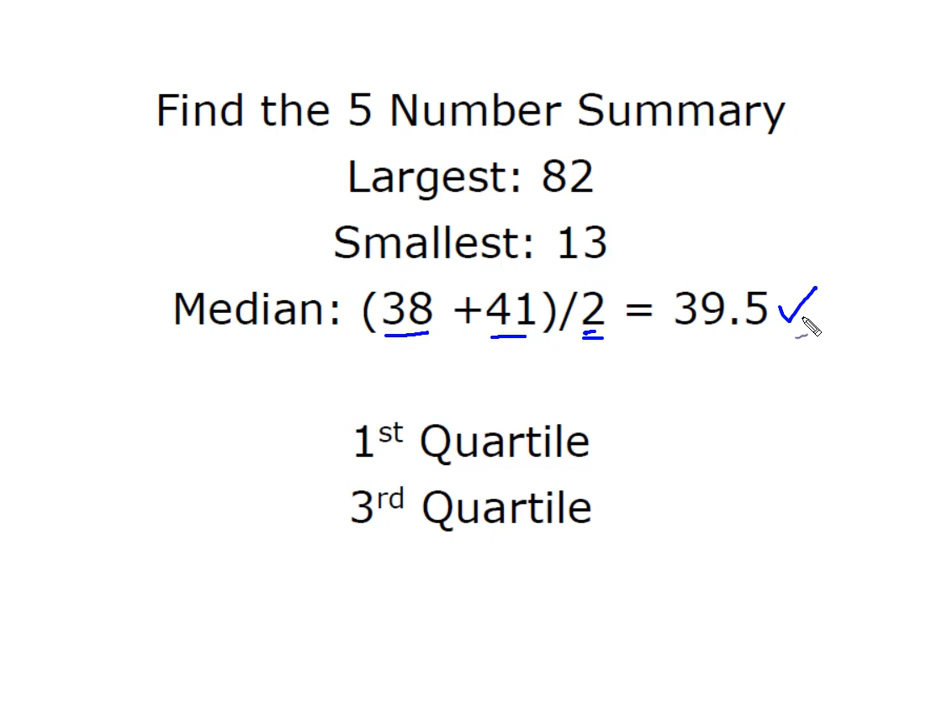 Find the 5 Number Summary
Largest: 82
Smallest: 13
Median: (38 +41)/2 = 39.5
1st Quartile
3rd Quartile